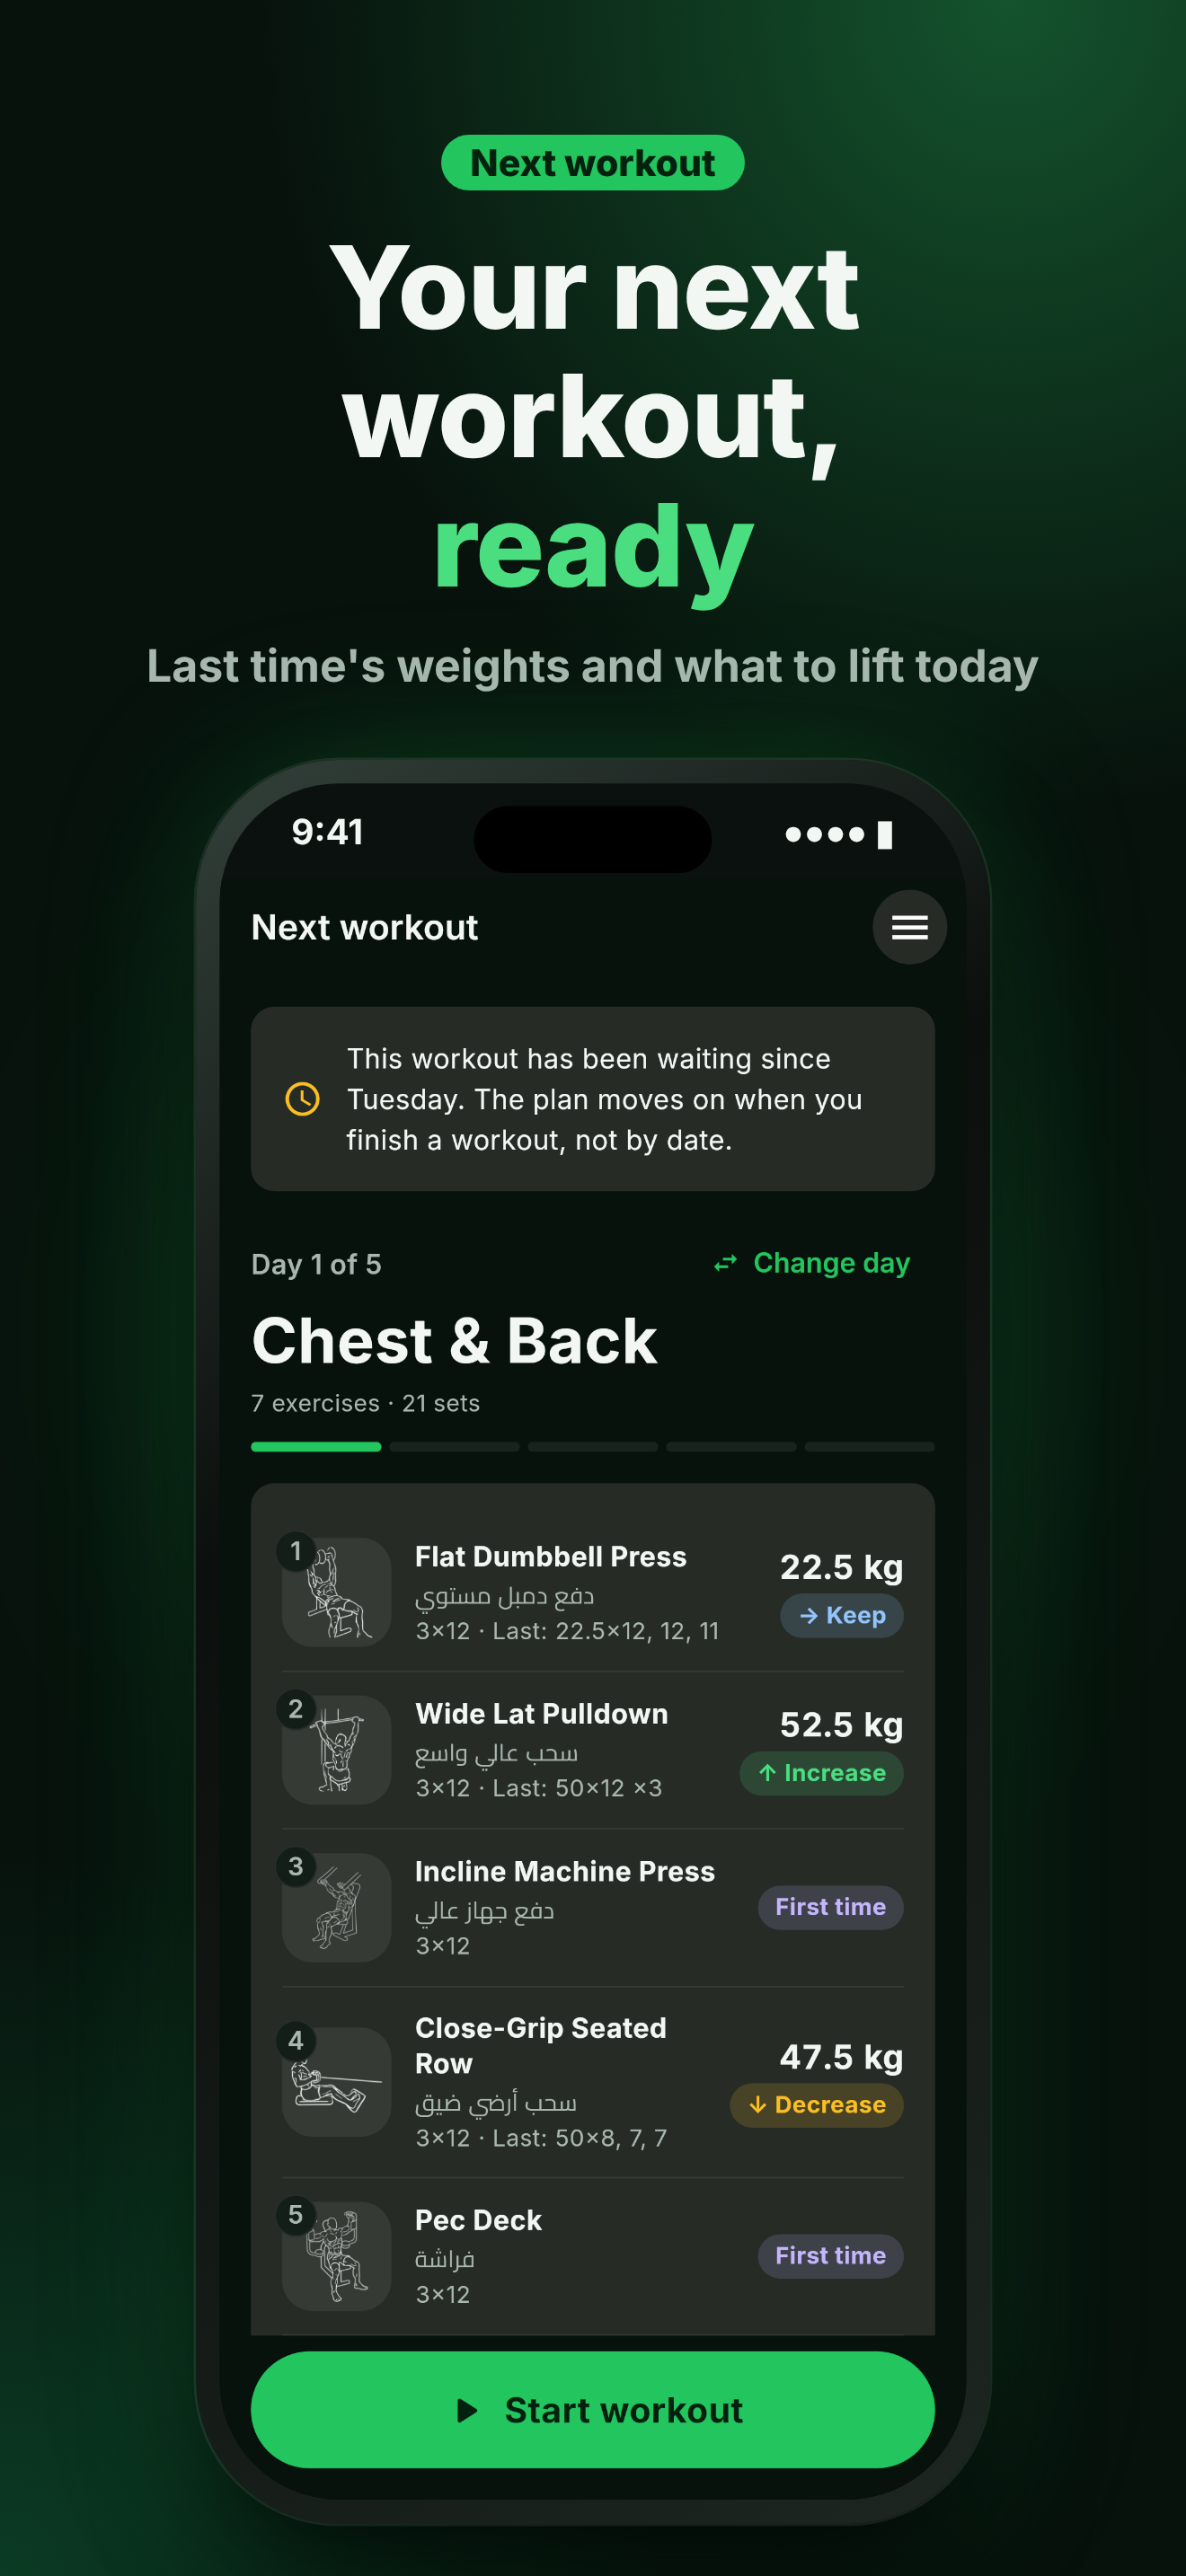 Next workout
Your next
workout,
ready
Last time's weights and what to lift today
9:41
Next workout
This workout has been waiting since
Tuesday. The plan moves on when you
finish a workout, not by date.
Day 1 of 5
Change day
Chest & Back
7 exercises · 21 sets
1
Flat Dumbbell Press
دفع دمبل مستوي
3×12 · Last: 22.5×12, 12, 11
22.5 kg
→ Keep
2
Wide Lat Pulldown
سحب عالي واسع
3×12 · Last: 50×12 ×3
52.5 kg
↑ Increase
3
Incline Machine Press
دفع جهاز عالي
3×12
First time
4
Close-Grip Seated
Row
سحب أرضي ضيق
3×12 · Last: 50×8, 7, 7
47.5 kg
↓ Decrease
5
Pec Deck
فراشة
3×12
First time
Start workout